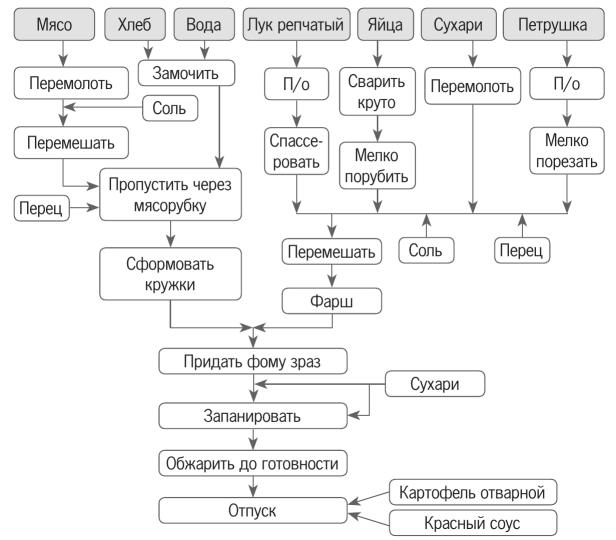 Мясо
Хлеб
Вода
Лук репчатый
Яйца
Сухари
Петрушка
Перемолоть
Замочить
П/о
Сварить
круто
Перемолоть
П/о
Соль
Перемешать
Спассе-
ровать
Мелко
порубить
Мелко
порезать
Пропустить через
мясорубку
Перец
Перемешать
Соль
Перец
Сформовать
кружки
Фарш
Придать фому зраз
Сухари
Запанировать
Обжарить до готовности
Картофель отварной
Отпуск
Красный соус